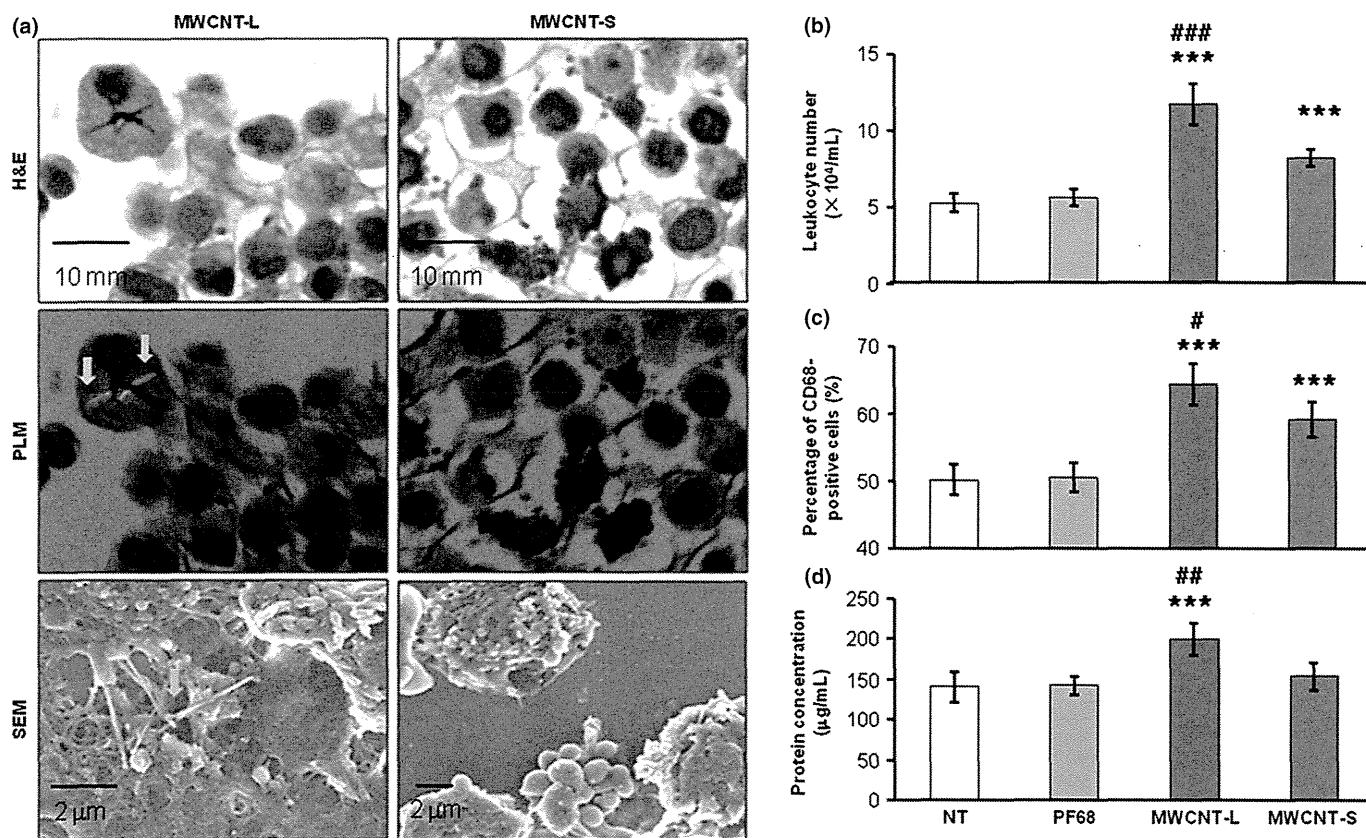 (a)
MWCNT-L
MWCNT-S
H&E
10 mm
10 mm
PLM
SEM
2 µm
2 µm
(b)
Leukocyte number
(× 10⁴/mL)
15
10
5
0
###
***
***
(c)
Percentage of CD68-
positive cells (%)
70
60
50
40
#
***
***
(d)
Protein concentration
(µg/mL)
250
200
150
100
50
0
##
***
NT
PF68
MWCNT-L
MWCNT-S